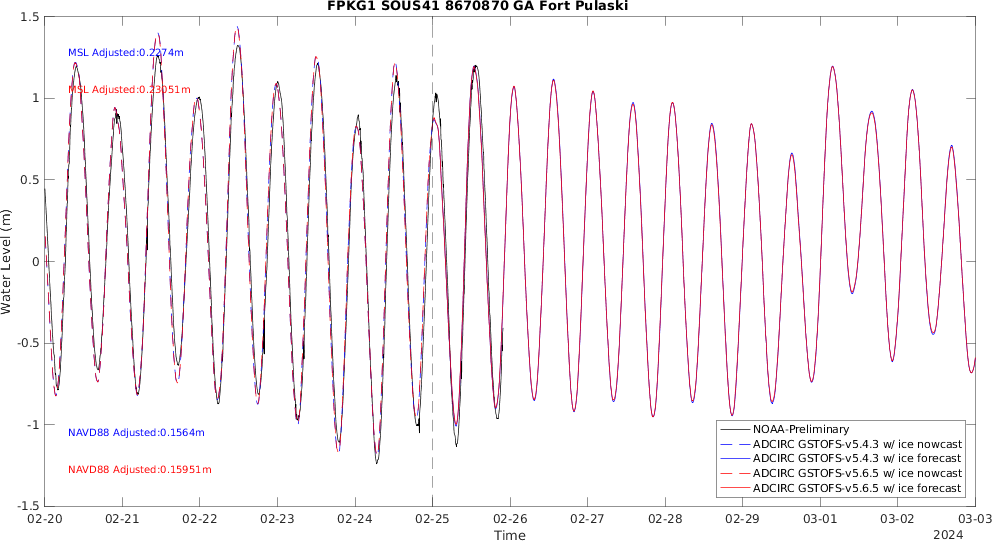 FPKG1 SOUS41 8670870 GA Fort Pulaski
1.5
1
0.5
0
-0.5
-1
-1.5
Water Level (m)
MSL Adjusted:0.2274m
MSL Adjusted:0.23051m
NAVD88 Adjusted:0.1564m
NAVD88 Adjusted:0.15951m
NOAA-Preliminary
ADCIRC GSTOFS-v5.4.3 w/ ice nowcast
ADCIRC GSTOFS-v5.4.3 w/ ice forecast
ADCIRC GSTOFS-v5.6.5 w/ ice nowcast
ADCIRC GSTOFS-v5.6.5 w/ ice forecast
02-20 02-21 02-22 02-23 02-24 02-25 02-26 02-27 02-28 02-29 03-01 03-02 03-03
Time
2024